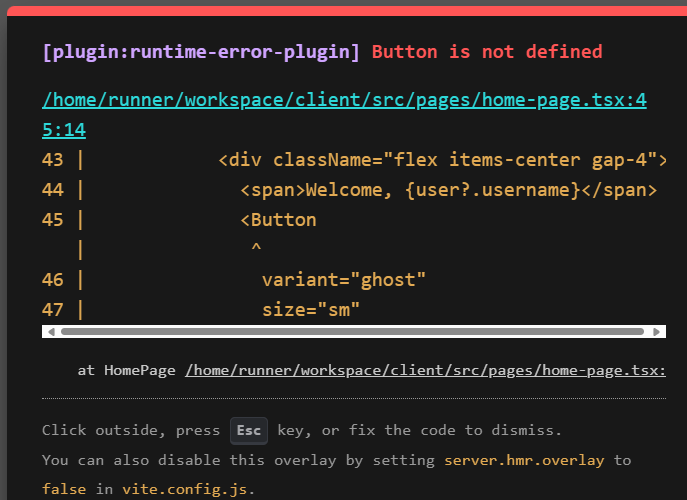 [plugin:runtime-error-plugin] Button is not defined
/home/runner/workspace/client/src/pages/home-page.tsx:4
5:14
43 |            <div className="flex items-center gap-4">
44 |              <span>Welcome, {user?.username}</span>
45 |              <Button
   |               ^
46 |                variant="ghost"
47 |                size="sm"
at HomePage /home/runner/workspace/client/src/pages/home-page.tsx:
Click outside, press Esc key, or fix the code to dismiss.
You can also disable this overlay by setting server.hmr.overlay to
false in vite.config.js.